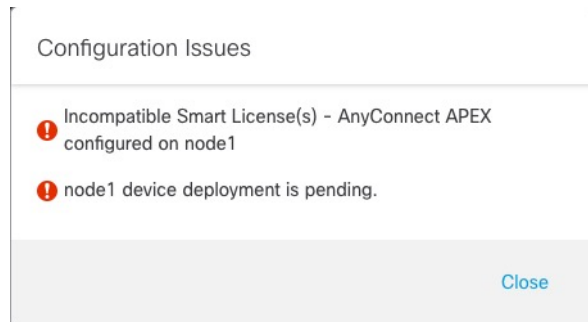 Configuration Issues
Incompatible Smart License(s) - AnyConnect APEX
configured on node1
node1 device deployment is pending.
Close